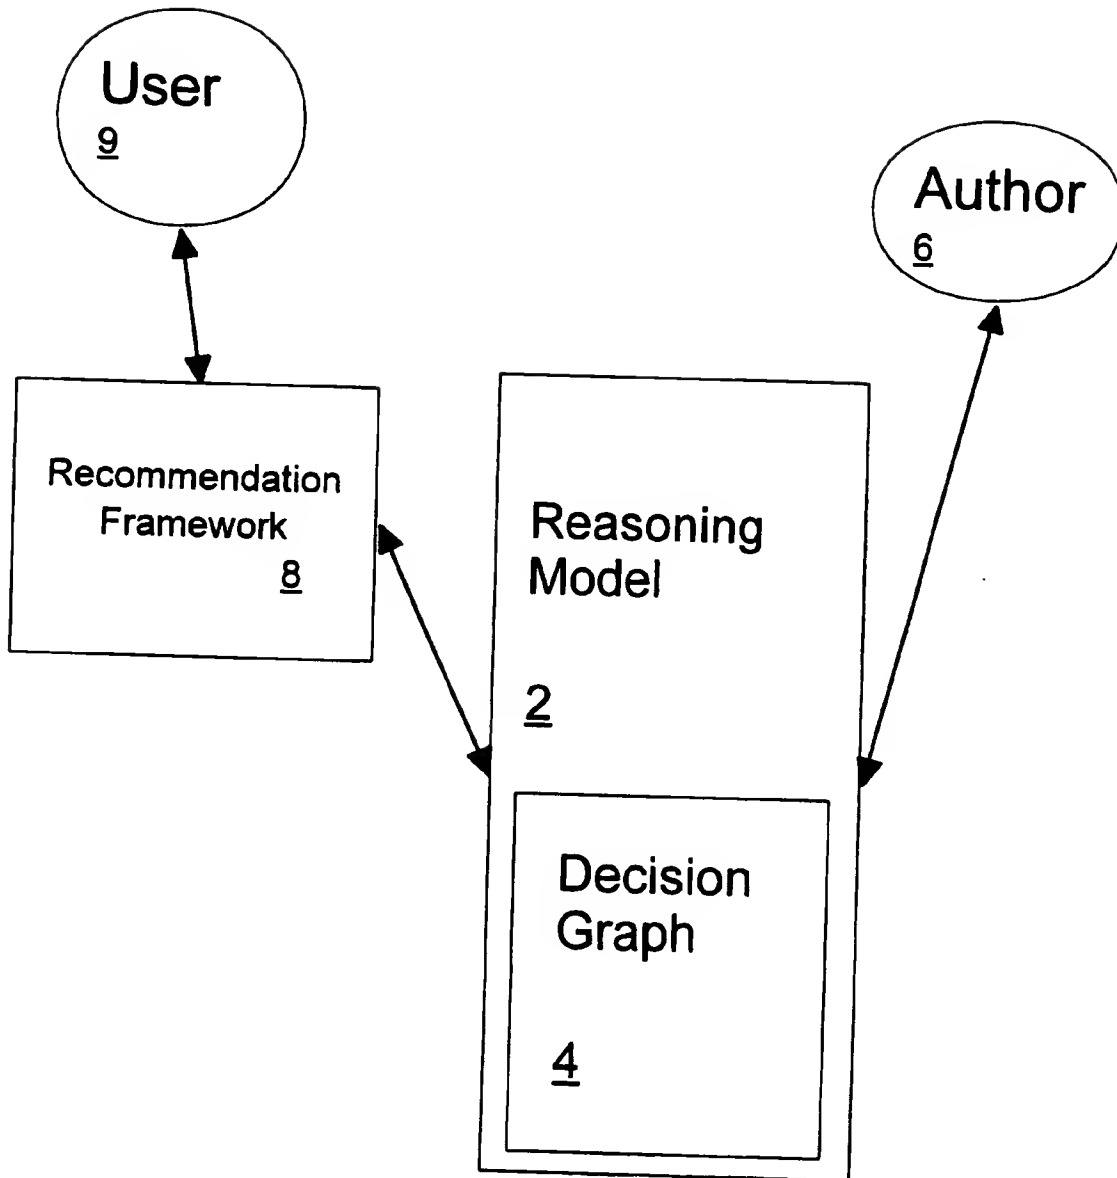 User
9
Author
6
Recommendation
Framework
8
Reasoning
Model
2
Decision
Graph
4